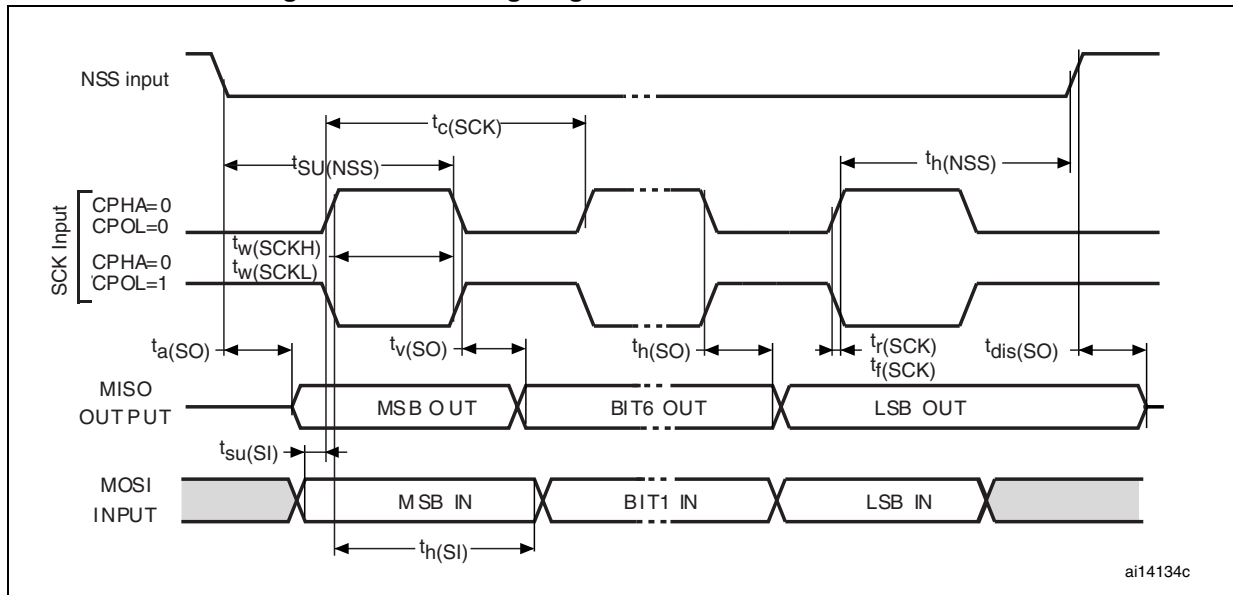 NSS input
tc(SCK)
tSU(NSS)
th(NSS)
SCK Input
CPHA=0
CPOL=0
tw(SCKH)
CPHA=0
tw(SCKL)
CPOL=1
ta(SO)
tv(SO)
th(SO)
tr(SCK)
tf(SCK)
tdis(SO)
MISO
OUTPUT
MSB OUT
BIT6 OUT
LSB OUT
tsu(SI)
MOSI
INPUT
MSB IN
BIT1 IN
LSB IN
th(SI)
ai14134c